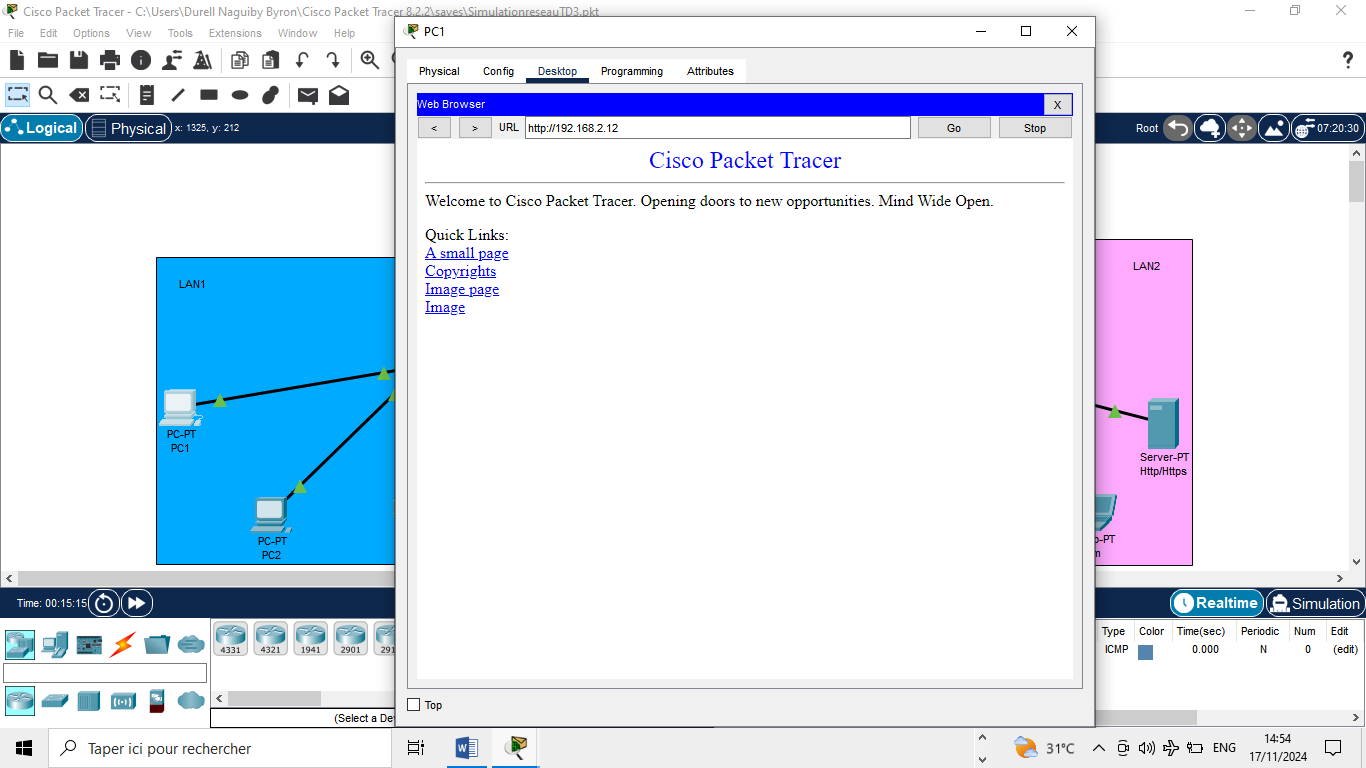 Cisco Packet Tracer - C:\Users\Durell Naguiby Byron\Cisco Packet Tracer 8.2.2\saves\SimulationreseauTD3.pkt
File Edit Options View Tools Extensions Window Help
PC1
Physical Config Desktop Programming Attributes
Web Browser X
< > URL http://192.168.2.12 Go Stop
Logical Physical x: 1325, y: 212
Root 07:20:30
Cisco Packet Tracer
Welcome to Cisco Packet Tracer. Opening doors to new opportunities. Mind Wide Open.
Quick Links:
A small page
Copyrights
Image page
Image
LAN1
PC-PT
PC1
PC-PT
PC2
LAN2
Server-PT
Http/Https
-PT
Time: 00:15:15
Realtime Simulation
4331 4321 1941 2901
(Select a De
Type Color Time(sec) Periodic Num Edit
ICMP 0.000 N 0 (edit)
Top
Taper ici pour rechercher
31°C ENG
14:54
17/11/2024